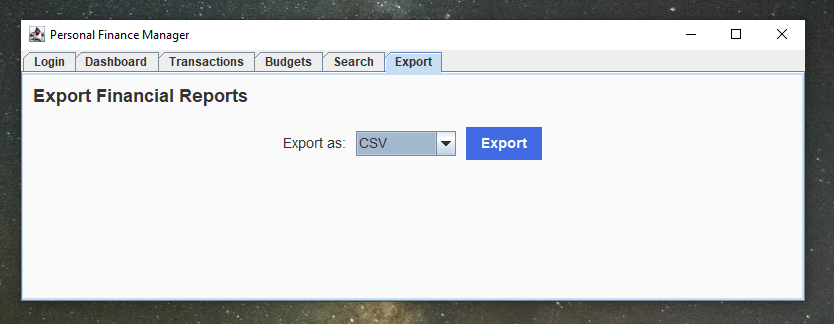 Personal Finance Manager
Login Dashboard Transactions Budgets Search Export
Export Financial Reports
Export as: CSV Export